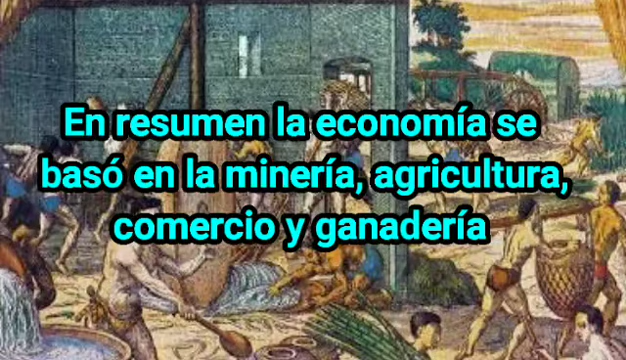 En resumen la economía se
basó en la minería, agricultura,
comercio y ganadería